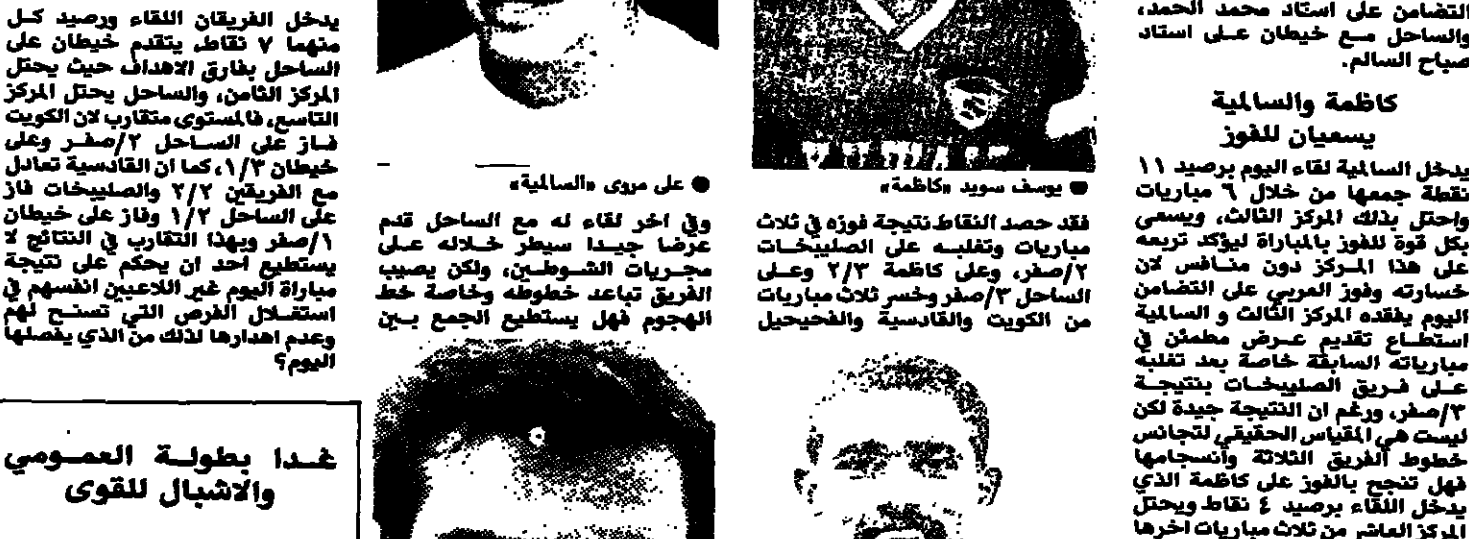 التضامن على استاد محمد الحمد،
والساحل مع خيطان على استاد
صباح السالم.
كاظمة والسالمية
يسعيان للفوز
يدخل السالمية لقاء اليوم برصيد ١١
نقطة جمعها من خلال ٦ مباريات
واحتل بذلك المركز الثالث، ويسعى
بكل قوة للفوز بالمباراة ليؤكد تربعه
على هذا المركز دون منافس لان
خسارته وفوز العربي على التضامن
اليوم يفقده المركز الثالث و السالمية
استطاع تقديم عرض مطمئن في
مبارياته السابقة خاصة بعد تغلبه
على فريق الصليبخات بنتيجة
٣/صفر، ورغم ان النتيجة جيدة لكن
ليست هي المقياس الحقيقي لتجانس
خطوط الفريق الثلاثة وانسجامها
فهل تنجح بالفوز على كاظمة الذي
يدخل اللقاء برصيد ٤ نقاط ويحتل
المركز العاشر من ثلاث مباريات اخرها
● يوسف سويد «كاظمة»
فقد حصد النقاط نتيجة فوزه في ثلاث
مباريات وتغلبه على الصليبخات
٢/صفر، وعلى كاظمة ٢/٣ وعلى
الساحل ٣/صفر وخسر ثلاث مباريات
من الكويت والقادسية والفحيحيل
● على مروى «السالمية»
وفي اخر لقاء له مع الساحل قدم
عرضا جيدا سيطر خلاله على
مجريات الشوطين، ولكن يصيب
الفريق تباعد خطوطه وخاصة خط
الهجوم فهل يستطيع الجمع بين
يدخل الفريقان اللقاء ورصيد كل
منهما ٧ نقاط، يتقدم خيطان على
الساحل بفارق الاهداف حيث يحتل
المركز الثامن، والساحل يحتل المركز
التاسع، فالمستوى متقارب لان الكويت
فاز على الساحل ٢/صفر وعلى
خيطان ١/٣، كما ان القادسية تعادل
مع الفريقين ٢/٢ والصليبخات فاز
على الساحل ١/٢ وفاز على خيطان
١/صفر وبهذا التقارب في النتائج لا
يستطيع احد ان يحكم على نتيجة
مباراة اليوم غير اللاعبين انفسهم في
استغلال الفرص التي تسنح لهم
وعدم اهدارها لذلك من الذي يفصلها
اليوم؟
غدا بطولة العمومي
والاشبال للقوى